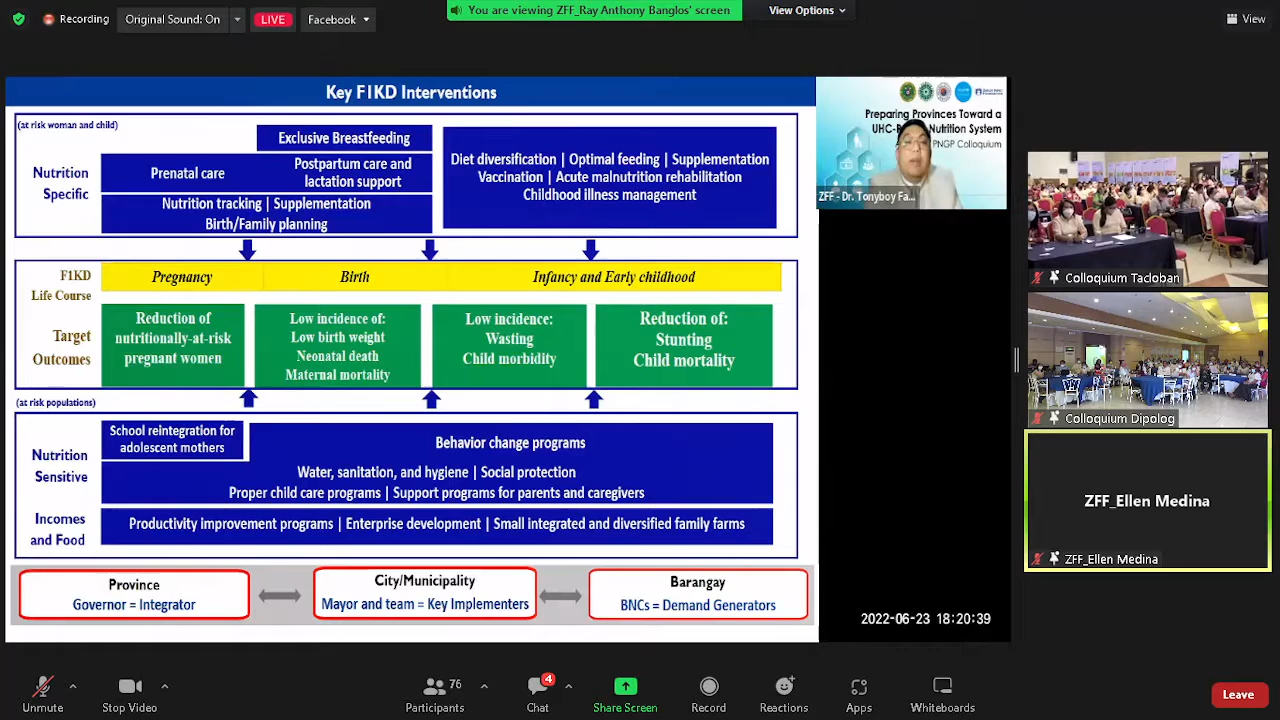 Recording
Original Sound: On
LIVE
Facebook
You are viewing ZFF_Ray Anthony Banglos' screen
View Options
View
Key F1KD Interventions
(at risk woman and child)
Nutrition
Specific
Exclusive Breastfeeding
Prenatal care
Postpartum care and
lactation support
Nutrition tracking | Supplementation
Birth/Family planning
Diet diversification | Optimal feeding | Supplementation
Vaccination | Acute malnutrition rehabilitation
Childhood illness management
F1KD
Life Course
Pregnancy
Birth
Infancy and Early childhood
Target
Outcomes
Reduction of
nutritionally-at-risk
pregnant women
Low incidence of:
Low birth weight
Neonatal death
Maternal mortality
Low incidence:
Wasting
Child morbidity
Reduction of:
Stunting
Child mortality
(at risk populations)
Nutrition
Sensitive
School reintegration for
adolescent mothers
Behavior change programs
Water, sanitation, and hygiene | Social protection
Proper child care programs | Support programs for parents and caregivers
Incomes
and Food
Productivity improvement programs | Enterprise development | Small integrated and diversified family farms
Province
Governor = Integrator
City/Municipality
Mayor and team = Key Implementers
Barangay
BNCs = Demand Generators
Preparing Provinces Toward a
Nutrition System
PNGP Colloquium
ZFF - Dr. Tonyboy Fa...
Colloquium Tacloban
Colloquium Dipolog
ZFF_Ellen Medina
ZFF_Ellen Medina
2022-06-23 18:20:39
Unmute
Stop Video
76
Participants
4
Chat
Share Screen
Record
Reactions
Apps
Whiteboards
Leave